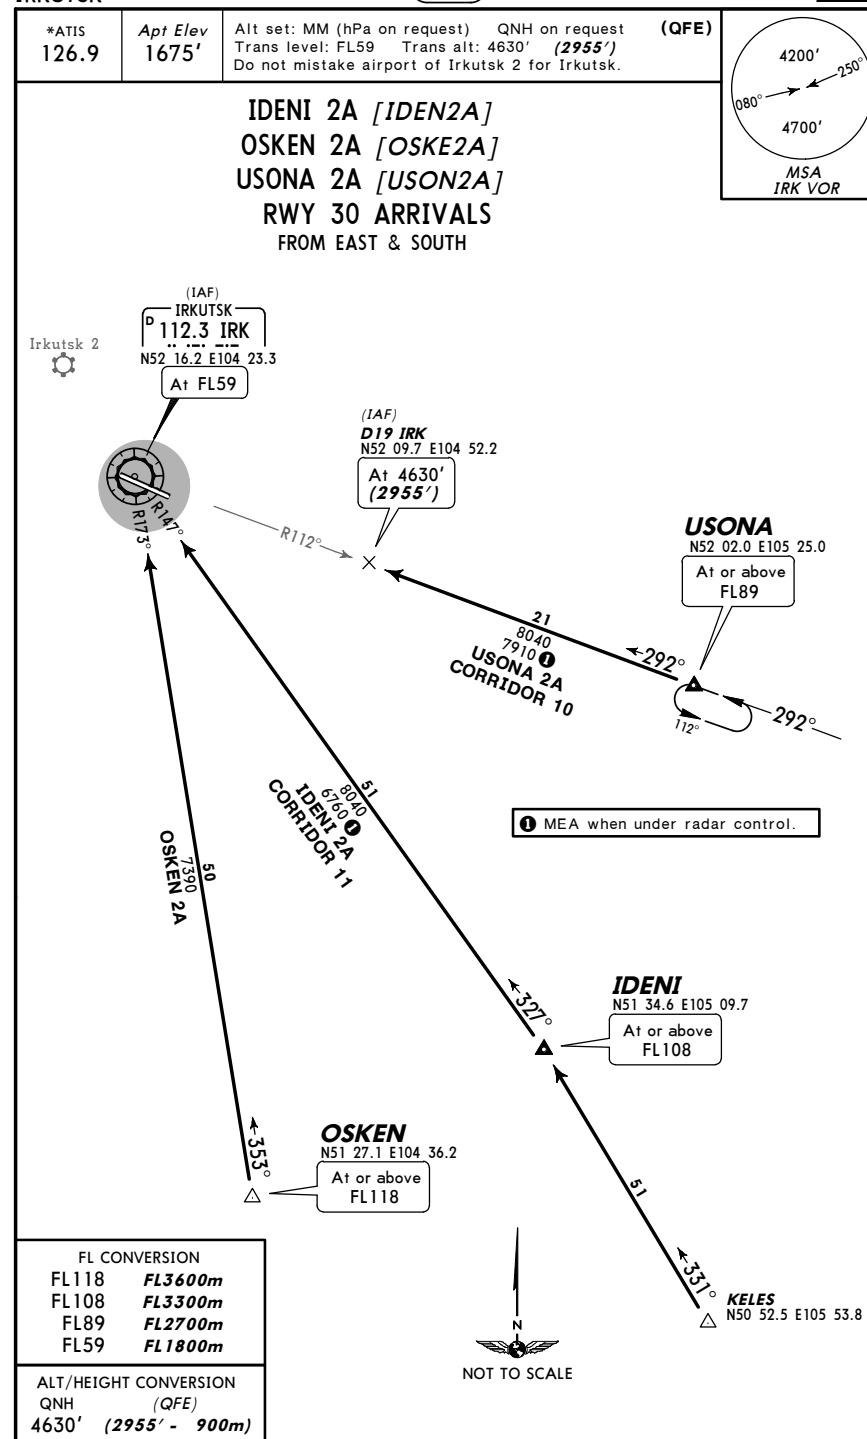 *ATIS
126.9
Apt Elev
1675'
Alt set: MM (hPa on request) QNH on request (QFE)
Trans level: FL59 Trans alt: 4630' (2955')
Do not mistake airport of Irkutsk 2 for Irkutsk.
4200'
250°
080°
4700'
MSA
IRK VOR
IDENI 2A [IDEN2A]
OSKEN 2A [OSKE2A]
USONA 2A [USON2A]
RWY 30 ARRIVALS
FROM EAST & SOUTH
(IAF)
IRKUTSK
D 112.3 IRK
N52 16.2 E104 23.3
At FL59
Irkutsk 2
(IAF)
D19 IRK
N52 09.7 E104 52.2
At 4630'
(2955')
R112°
R147°
R173°
USONA
N52 02.0 E105 25.0
At or above
FL89
21
8040
7910 1
USONA 2A
CORRIDOR 10
292°
292°
112°
1 MEA when under radar control.
51
8040
6760 1
IDENI 2A
CORRIDOR 11
50
7390
OSKEN 2A
327°
IDENI
N51 34.6 E105 09.7
At or above
FL108
353°
OSKEN
N51 27.1 E104 36.2
At or above
FL118
51
331°
KELES
N50 52.5 E105 53.8
N
NOT TO SCALE
FL CONVERSION
FL118 FL3600m
FL108 FL3300m
FL89 FL2700m
FL59 FL1800m
ALT/HEIGHT CONVERSION
QNH (QFE)
4630' (2955' - 900m)